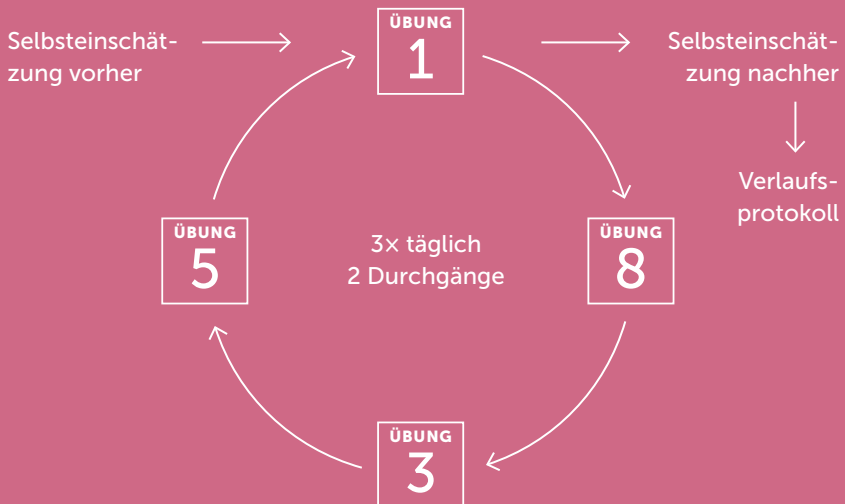 Selbsteinschät-
zung vorher
ÜBUNG
1
Selbsteinschät-
zung nachher
Verlaufs-
protokoll
ÜBUNG
5
3× täglich
2 Durchgänge
ÜBUNG
8
ÜBUNG
3